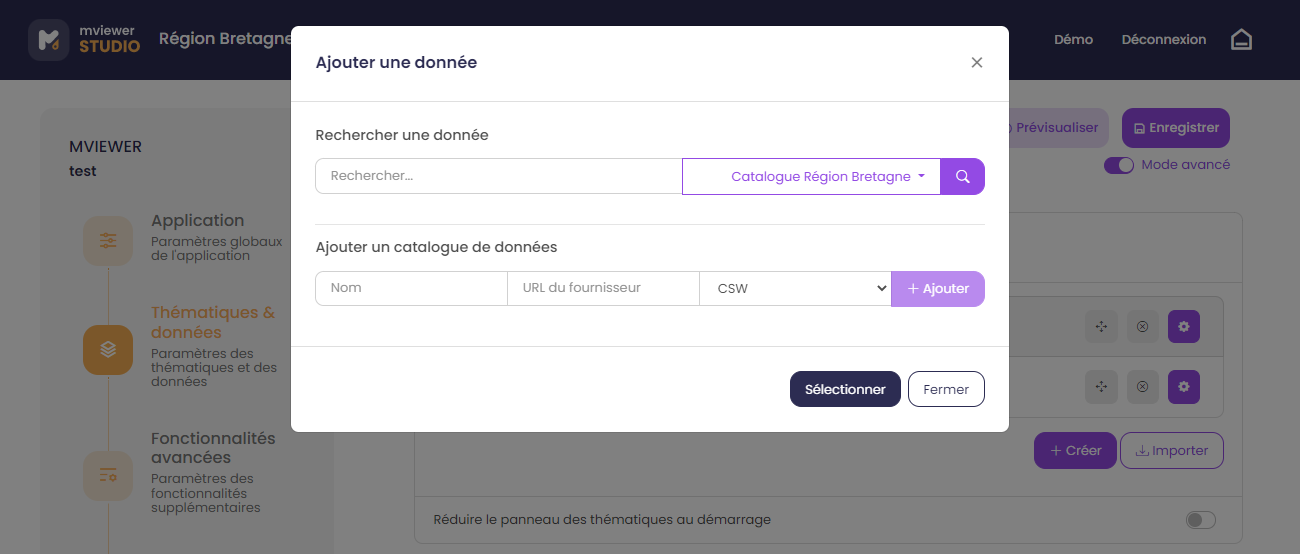 mviewer
STUDIO
Région Bretagne
Démo
Déconnexion
Ajouter une donnée
Rechercher une donnée
Rechercher...
Catalogue Région Bretagne
Ajouter un catalogue de données
Nom
URL du fournisseur
CSW
Ajouter
Sélectionner
Fermer
MVIEWER
test
Application
Paramètres globaux
de l'application
Thématiques &
données
Paramètres des
thématiques et des
données
Fonctionnalités
avancées
Paramètres des
fonctionnalités
supplémentaires
Prévisualiser
Enregistrer
Mode avancé
Créer
Importer
Réduire le panneau des thématiques au démarrage